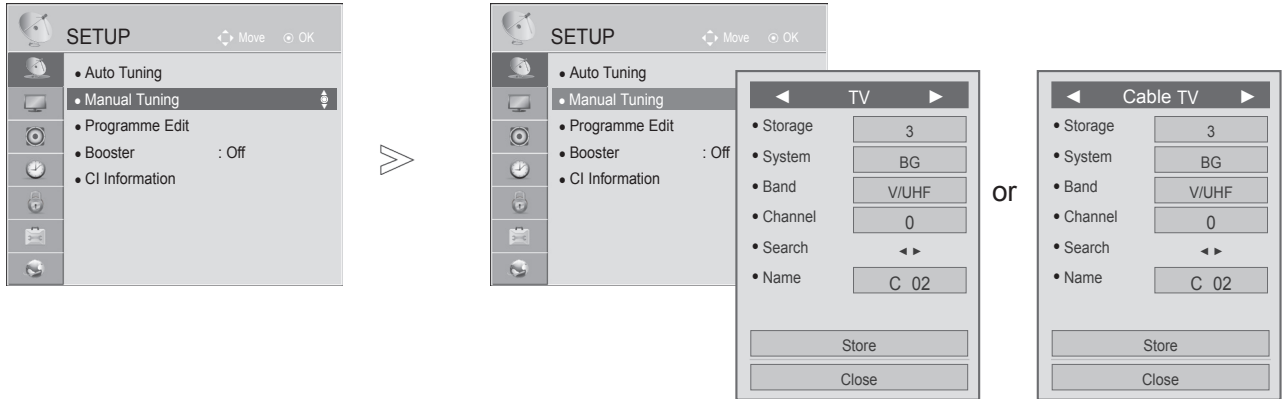 SETUP
Move
OK
• Auto Tuning
• Manual Tuning
• Programme Edit
• Booster : Off
• CI Information
SETUP
Move
OK
• Auto Tuning
• Manual Tuning
• Programme Edit
• Booster : Off
• CI Information
◄ TV ►
• Storage 3
• System BG
• Band V/UHF
• Channel 0
• Search ◄ ►
• Name C 02
Store
Close
or
◄ Cable TV ►
• Storage 3
• System BG
• Band V/UHF
• Channel 0
• Search ◄ ►
• Name C 02
Store
Close